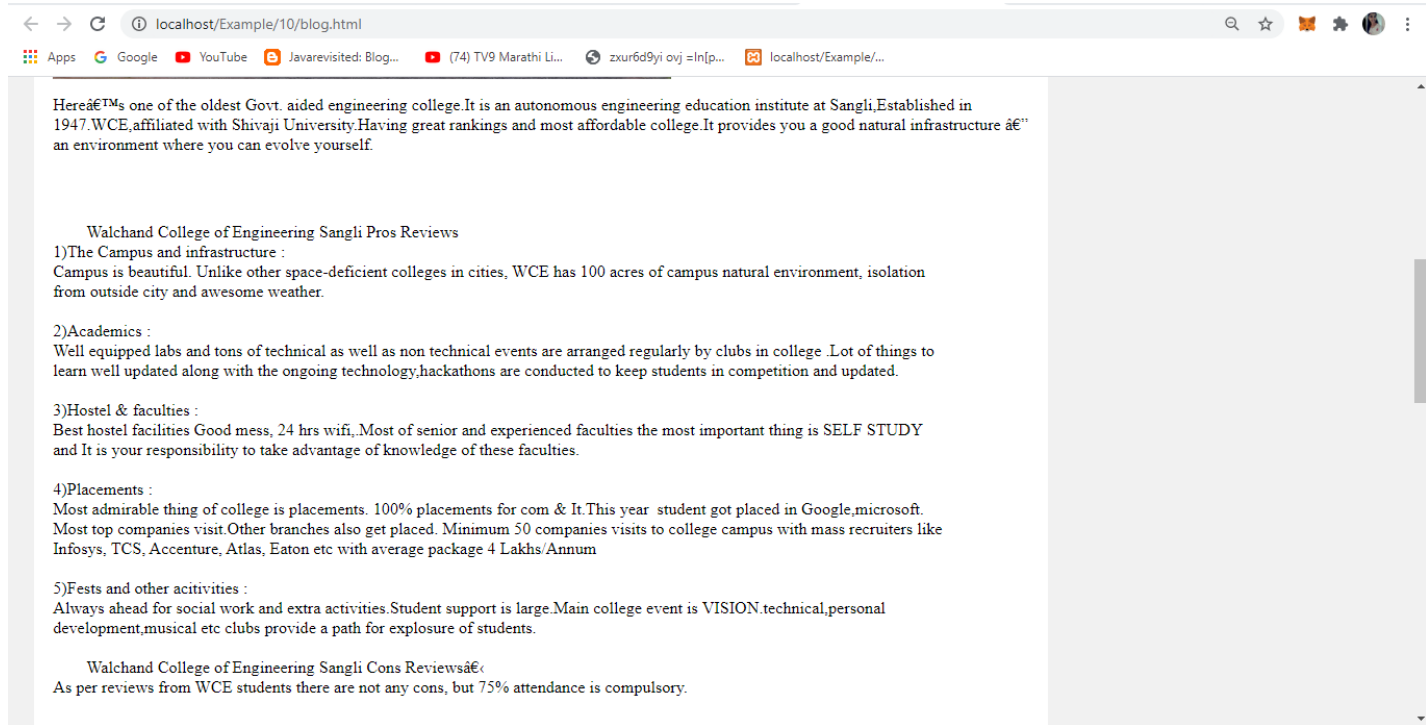 localhost/Example/10/blog.html
Apps Google YouTube Javarevisited: Blog... (74) TV9 Marathi Li... zxur6d9yi ovj =ln[p... localhost/Example/...
Hereâ€™s one of the oldest Govt. aided engineering college.It is an autonomous engineering education institute at Sangli,Established in
1947.WCE,affiliated with Shivaji University.Having great rankings and most affordable college.It provides you a good natural infrastructure â€”
an environment where you can evolve yourself.
Walchand College of Engineering Sangli Pros Reviews
1)The Campus and infrastructure :
Campus is beautiful. Unlike other space-deficient colleges in cities, WCE has 100 acres of campus natural environment, isolation
from outside city and awesome weather.
2)Academics :
Well equipped labs and tons of technical as well as non technical events are arranged regularly by clubs in college .Lot of things to
learn well updated along with the ongoing technology,hackathons are conducted to keep students in competition and updated.
3)Hostel & faculties :
Best hostel facilities Good mess, 24 hrs wifi,.Most of senior and experienced faculties the most important thing is SELF STUDY
and It is your responsibility to take advantage of knowledge of these faculties.
4)Placements :
Most admirable thing of college is placements. 100% placements for com & It.This year  student got placed in Google,microsoft.
Most top companies visit.Other branches also get placed. Minimum 50 companies visits to college campus with mass recruiters like
Infosys, TCS, Accenture, Atlas, Eaton etc with average package 4 Lakhs/Annum
5)Fests and other acitivities :
Always ahead for social work and extra activities.Student support is large.Main college event is VISION.technical,personal
development,musical etc clubs provide a path for explosure of students.
Walchand College of Engineering Sangli Cons Reviewsâ€‹
As per reviews from WCE students there are not any cons, but 75% attendance is compulsory.